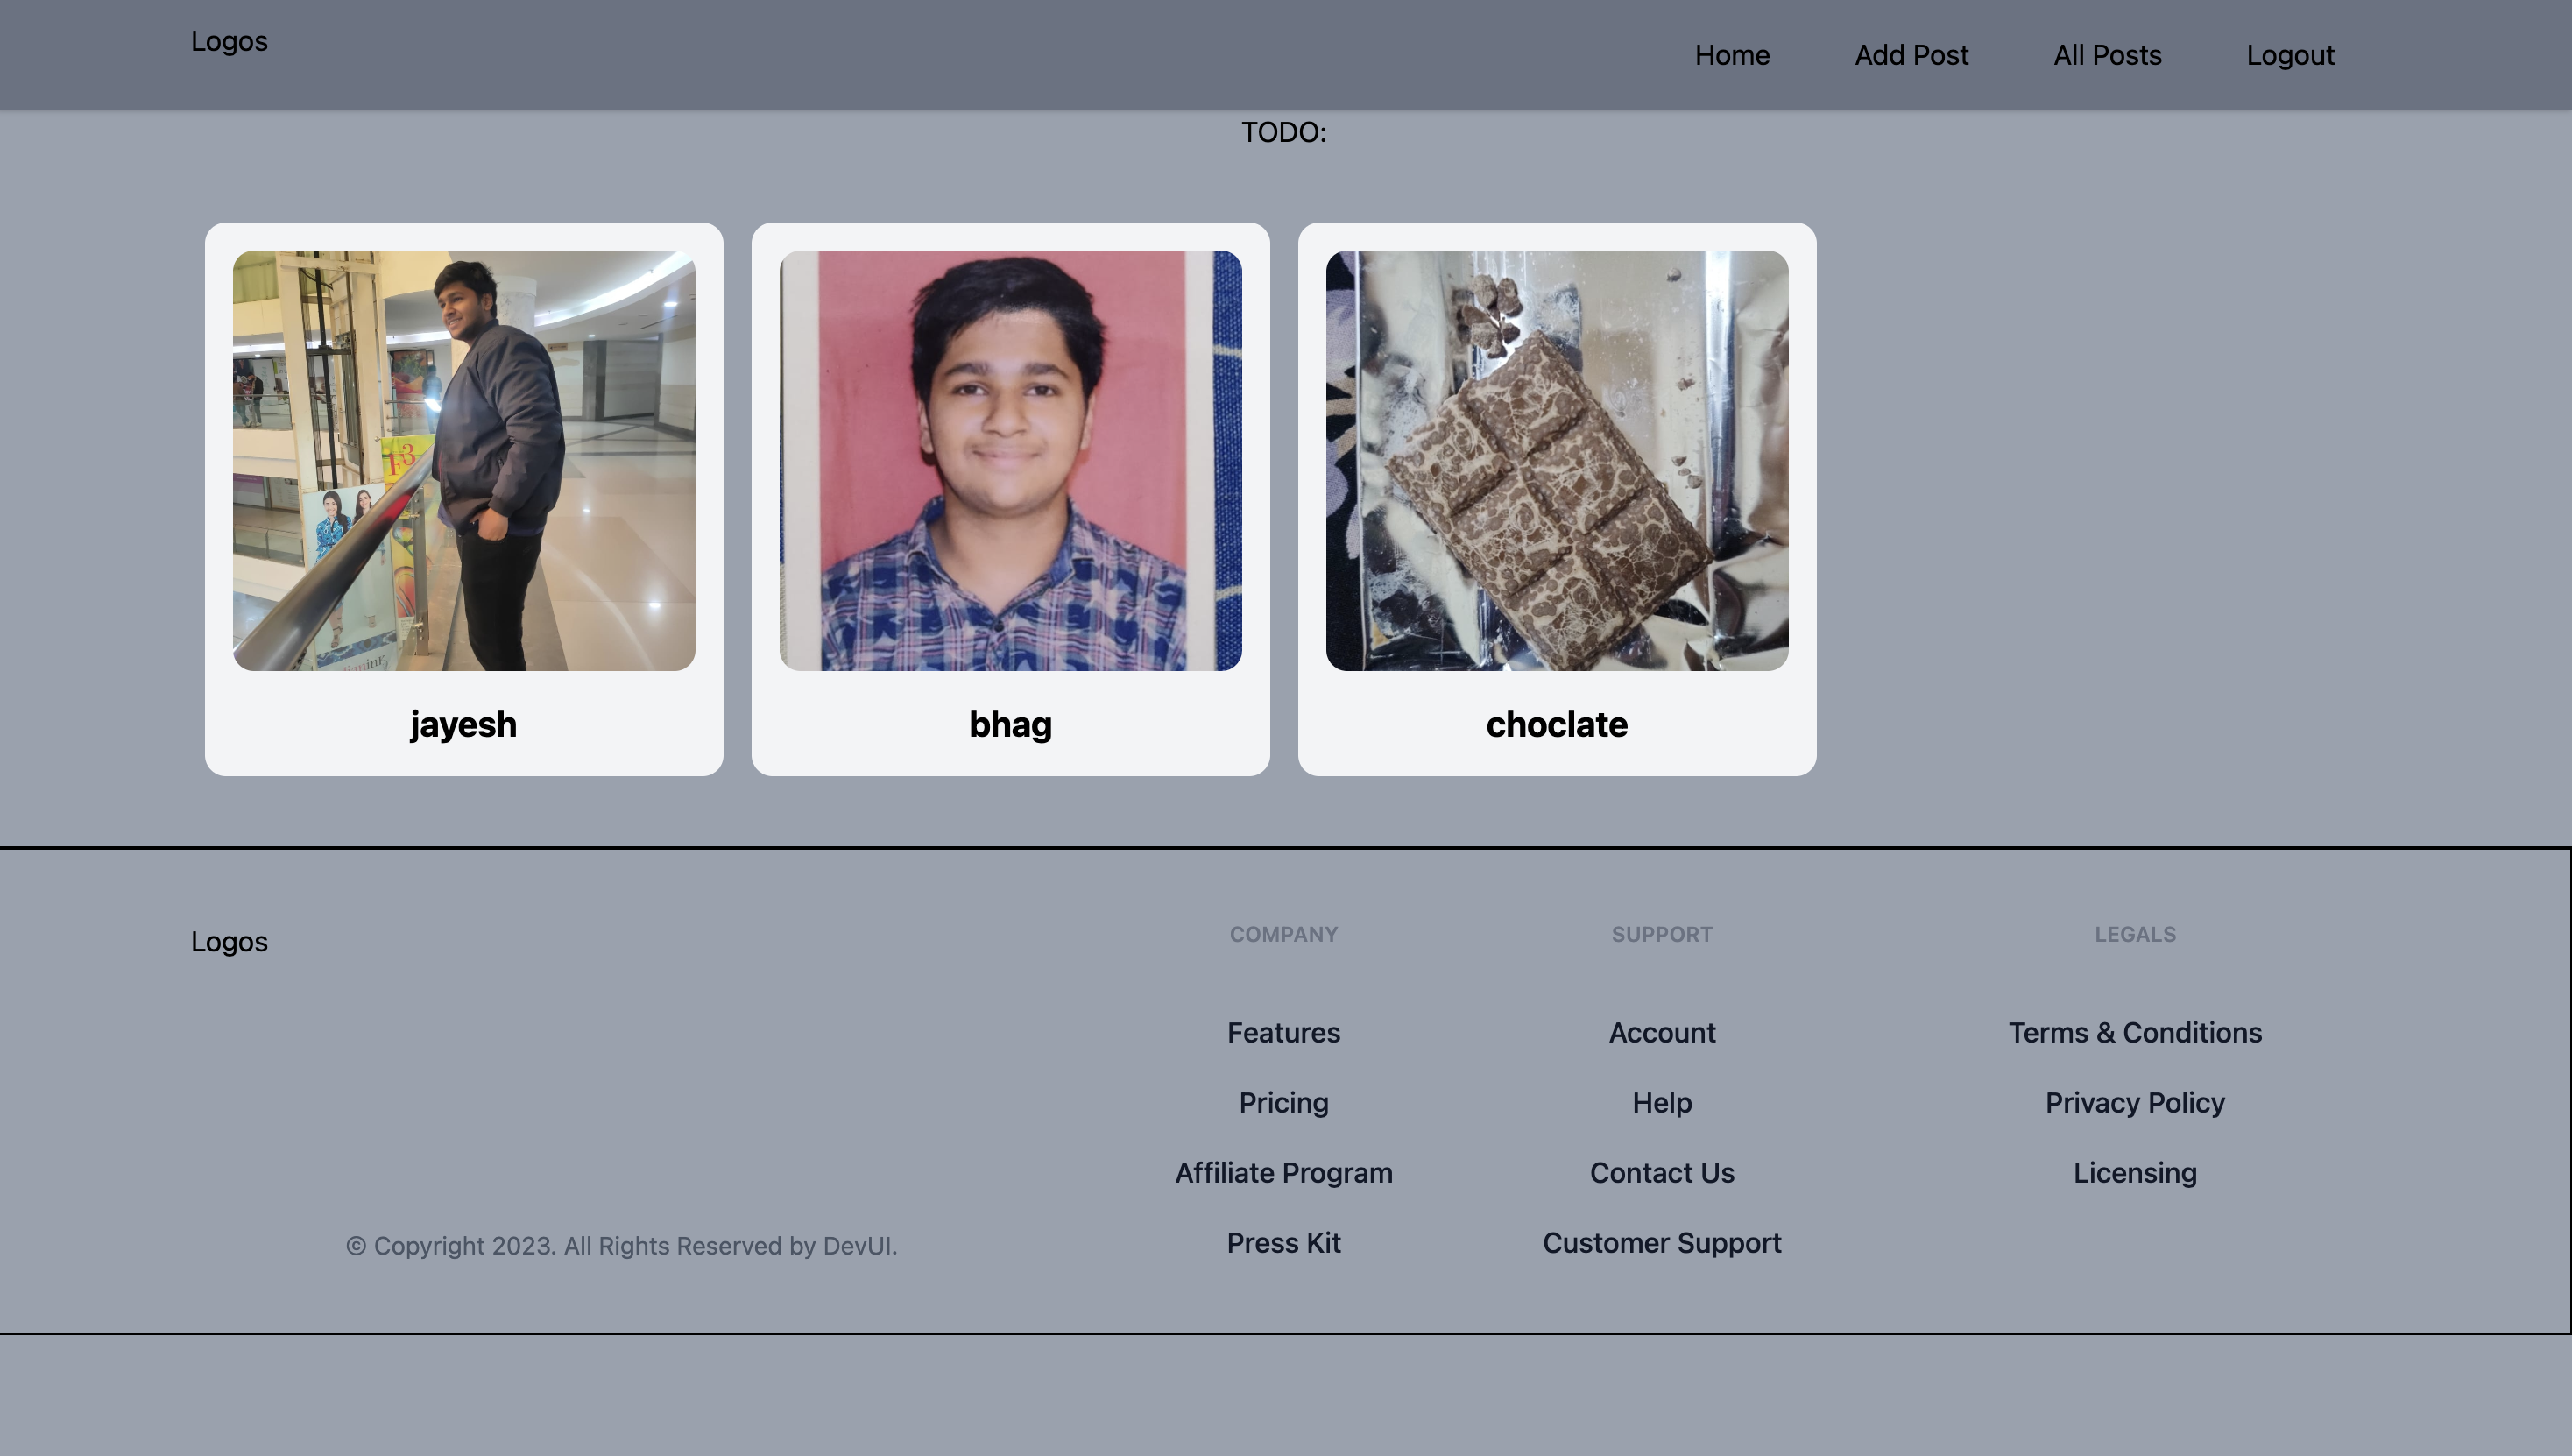 Logos
Home Add Post All Posts Logout
TODO:
F3
jayesh
bhag
choclate
Logos
COMPANY
Features
Pricing
Affiliate Program
Press Kit
SUPPORT
Account
Help
Contact Us
Customer Support
LEGALS
Terms & Conditions
Privacy Policy
Licensing
© Copyright 2023. All Rights Reserved by DevUI.